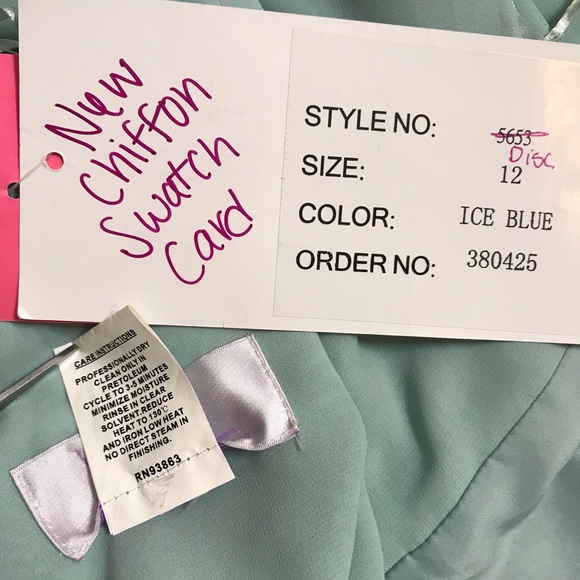 New
Chiffon
Swatch
Card
STYLE NO: 5653
Disc.
SIZE: 12
COLOR: ICE BLUE
ORDER NO: 380425
CARE INSTRUCTIONS
PROFESSIONALLY DRY
CLEAN ONLY IN
PRETOLEUM
CYCLE TO 3-5 MINUTES
MINIMIZE MOISTURE
RINSE IN CLEAR
SOLVENT.REDUCE
HEAT TO 130℃
AND IRON LOW HEAT
NO DIRECT STEAM IN
FINISHING.
RN93863